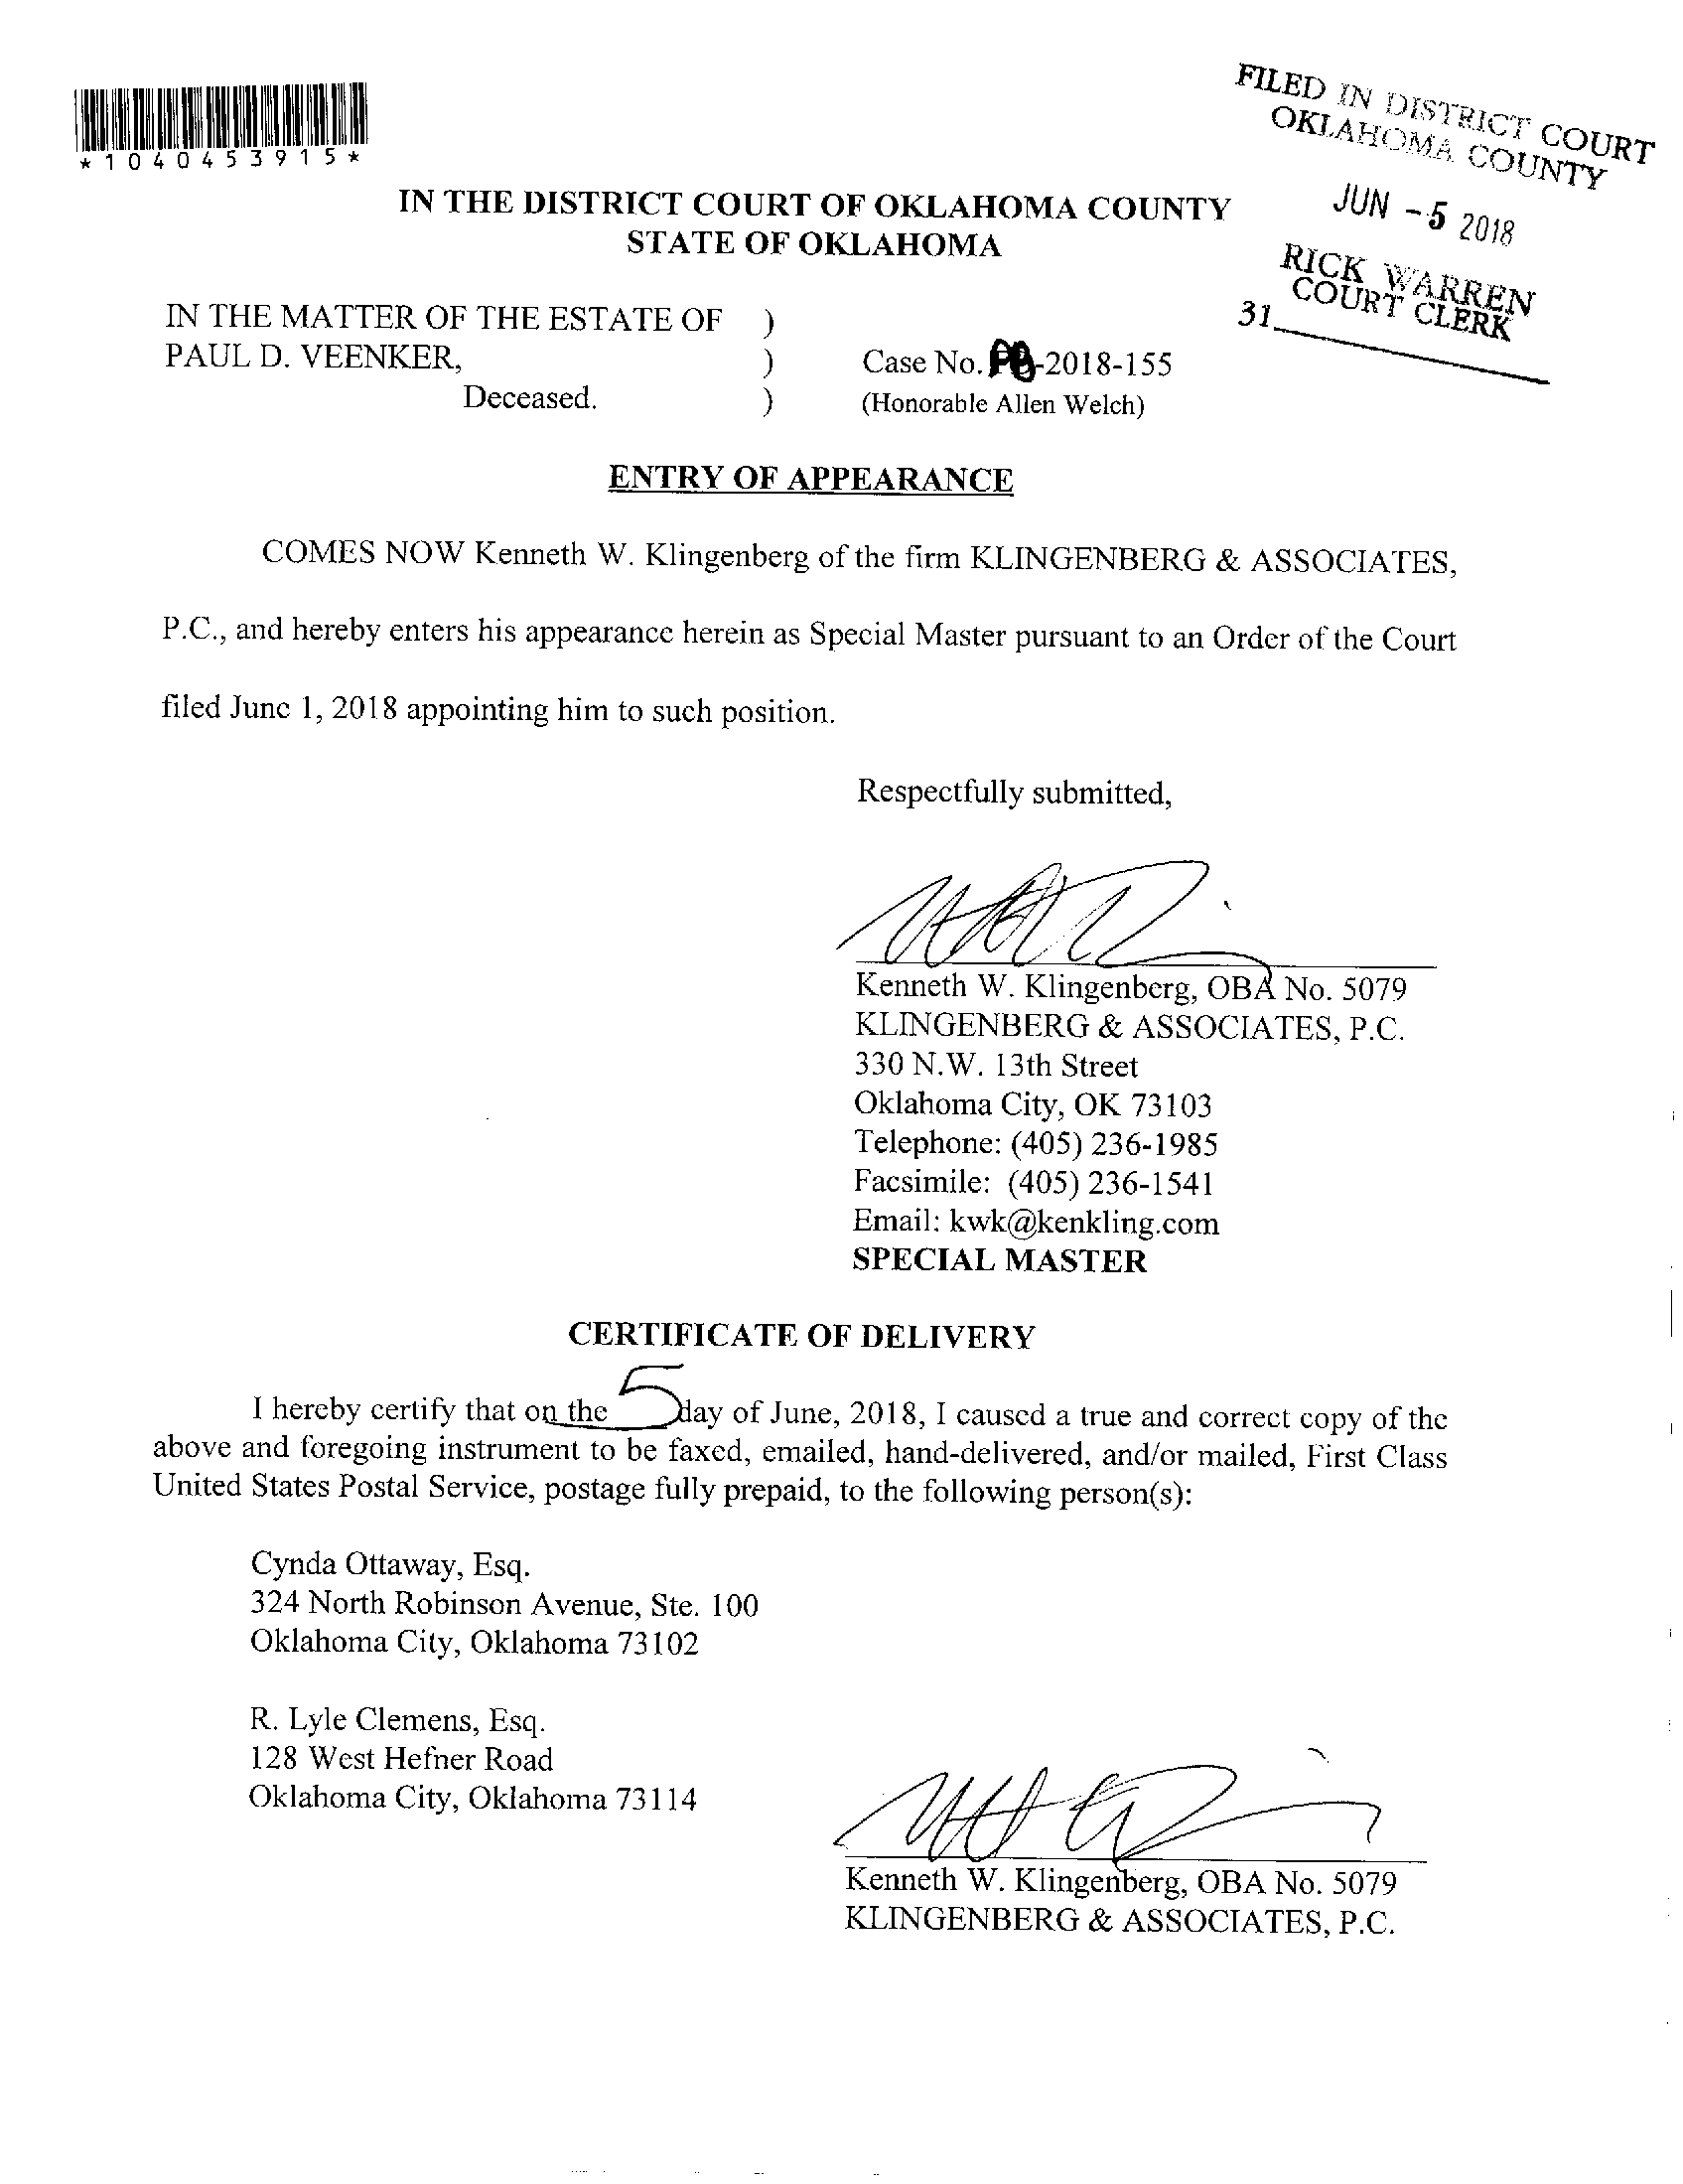 *1040453915*
FILED IN DISTRICT COURT
OKLAHOMA COUNTY
JUN -5 2018
RICK WARREN
COURT CLERK
31
IN THE DISTRICT COURT OF OKLAHOMA COUNTY
STATE OF OKLAHOMA
IN THE MATTER OF THE ESTATE OF )
PAUL D. VEENKER, ) Case No. PB-2018-155
Deceased. ) (Honorable Allen Welch)
ENTRY OF APPEARANCE
COMES NOW Kenneth W. Klingenberg of the firm KLINGENBERG & ASSOCIATES,
P.C., and hereby enters his appearance herein as Special Master pursuant to an Order of the Court
filed June 1, 2018 appointing him to such position.
Respectfully submitted,
Kenneth W. Klingenberg, OBA No. 5079
KLINGENBERG & ASSOCIATES, P.C.
330 N.W. 13th Street
Oklahoma City, OK 73103
Telephone: (405) 236-1985
Facsimile: (405) 236-1541
Email: kwk@kenkling.com
SPECIAL MASTER
CERTIFICATE OF DELIVERY
I hereby certify that on the 5 day of June, 2018, I caused a true and correct copy of the
above and foregoing instrument to be faxed, emailed, hand-delivered, and/or mailed, First Class
United States Postal Service, postage fully prepaid, to the following person(s):
Cynda Ottaway, Esq.
324 North Robinson Avenue, Ste. 100
Oklahoma City, Oklahoma 73102
R. Lyle Clemens, Esq.
128 West Hefner Road
Oklahoma City, Oklahoma 73114
Kenneth W. Klingenberg, OBA No. 5079
KLINGENBERG & ASSOCIATES, P.C.